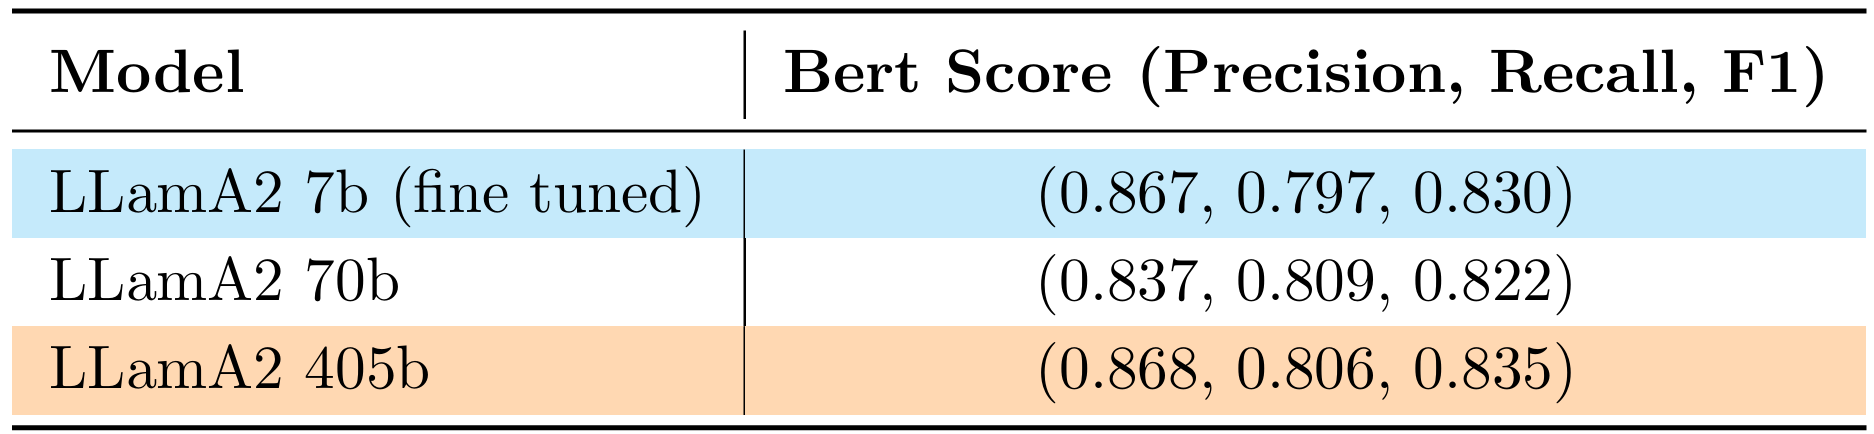 Model Bert Score (Precision, Recall, F1)
LLamA2 7b (fine tuned) (0.867, 0.797, 0.830)
LLamA2 70b (0.837, 0.809, 0.822)
LLamA2 405b (0.868, 0.806, 0.835)